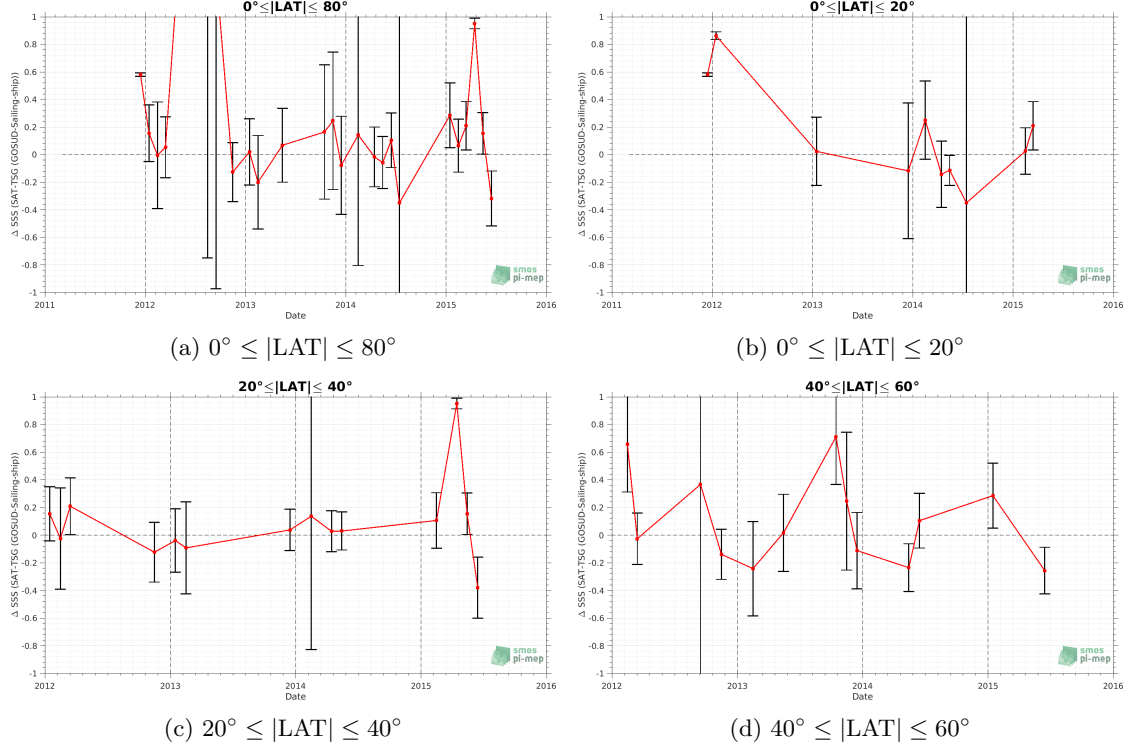 0°≤|LAT|≤ 80°
Δ SSS (SAT-TSG (GOSUD-Sailing-ship))
1
0.8
0.6
0.4
0.2
0
-0.2
-0.4
-0.6
-0.8
-1
2011 2012 2013 2014 2015 2016
Date
smos
pi-mep
(a) 0° ≤ |LAT| ≤ 80°
0°≤|LAT|≤ 20°
Δ SSS (SAT-TSG (GOSUD-Sailing-ship))
1
0.8
0.6
0.4
0.2
0
-0.2
-0.4
-0.6
-0.8
-1
2011 2012 2013 2014 2015 2016
Date
smos
pi-mep
(b) 0° ≤ |LAT| ≤ 20°
20°≤|LAT|≤ 40°
Δ SSS (SAT-TSG (GOSUD-Sailing-ship))
1
0.8
0.6
0.4
0.2
0
-0.2
-0.4
-0.6
-0.8
-1
2012 2013 2014 2015 2016
Date
smos
pi-mep
(c) 20° ≤ |LAT| ≤ 40°
40°≤|LAT|≤ 60°
Δ SSS (SAT-TSG (GOSUD-Sailing-ship))
1
0.8
0.6
0.4
0.2
0
-0.2
-0.4
-0.6
-0.8
-1
2012 2013 2014 2015 2016
Date
smos
pi-mep
(d) 40° ≤ |LAT| ≤ 60°